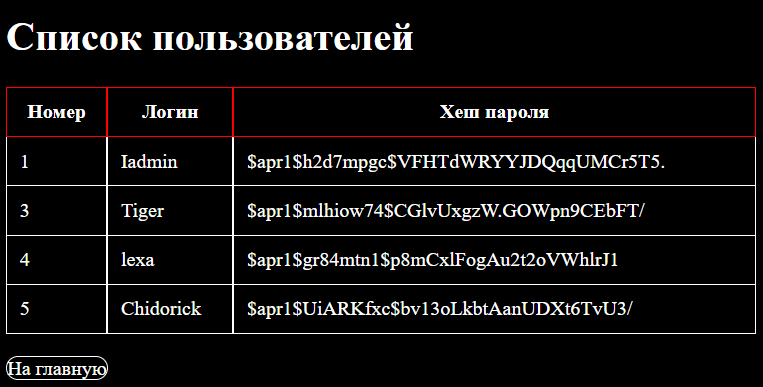 Список пользователей
Номер Логин Хеш пароля
1 Iadmin $apr1$h2d7mpgc$VFHTdWRYYJDQqqUMCr5T5.
3 Tiger $apr1$mlhiow74$CGlvUxgzW.GOWpn9CEbFT/
4 lexa $apr1$gr84mtn1$p8mCxlFogAu2t2oVWhlrJ1
5 Chidorick $apr1$UiARKfxc$bv13oLkbtAanUDXt6TvU3/
На главную